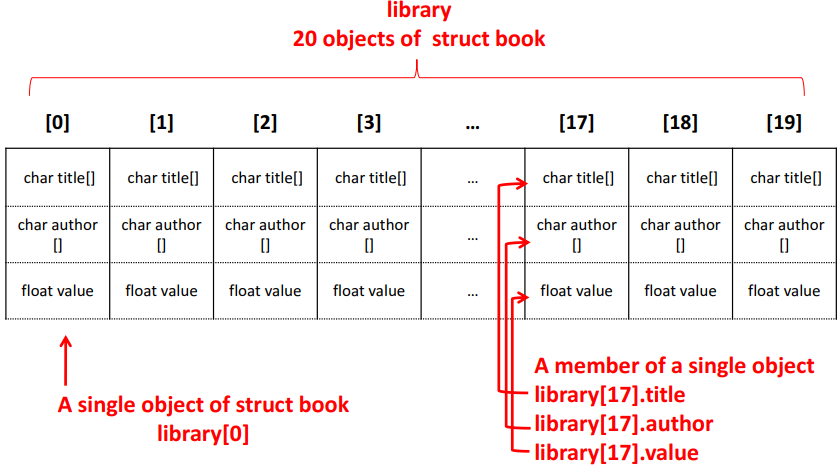 library
20 objects of struct book
[0] [1] [2] [3] ... [17] [18] [19]
char title[] char title[] char title[] char title[] ... char title[] char title[] char title[]
char author char author char author char author ... char author char author char author
[] [] [] [] [] [] []
float value float value float value float value ... float value float value float value
A single object of struct book
library[0]
A member of a single object
library[17].title
library[17].author
library[17].value